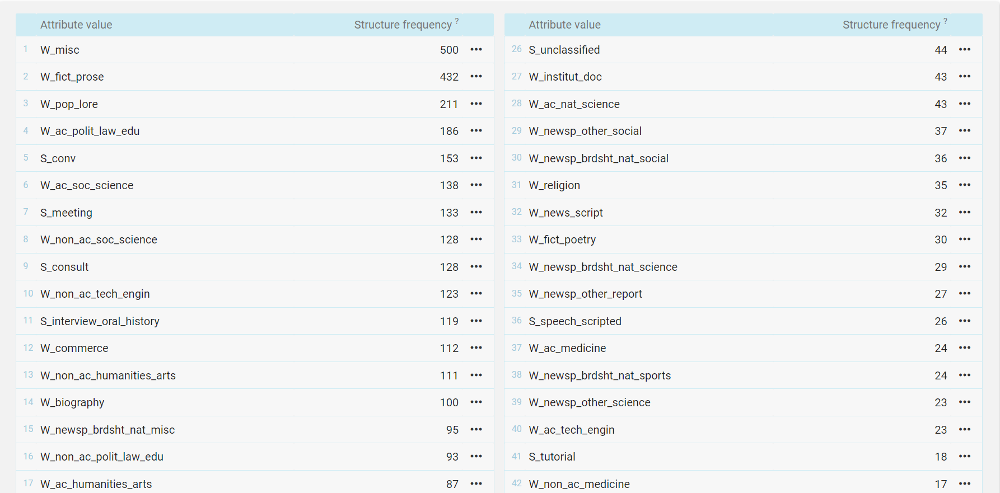 Attribute value Structure frequency ?
1 W_misc 500 •••
2 W_fict_prose 432 •••
3 W_pop_lore 211 •••
4 W_ac_polit_law_edu 186 •••
5 S_conv 153 •••
6 W_ac_soc_science 138 •••
7 S_meeting 133 •••
8 W_non_ac_soc_science 128 •••
9 S_consult 128 •••
10 W_non_ac_tech_engin 123 •••
11 S_interview_oral_history 119 •••
12 W_commerce 112 •••
13 W_non_ac_humanities_arts 111 •••
14 W_biography 100 •••
15 W_newsp_brdsht_nat_misc 95 •••
16 W_non_ac_polit_law_edu 93 •••
17 W_ac_humanities_arts 87 •••
Attribute value Structure frequency ?
26 S_unclassified 44 •••
27 W_institut_doc 43 •••
28 W_ac_nat_science 43 •••
29 W_newsp_other_social 37 •••
30 W_newsp_brdsht_nat_social 36 •••
31 W_religion 35 •••
32 W_news_script 32 •••
33 W_fict_poetry 30 •••
34 W_newsp_brdsht_nat_science 29 •••
35 W_newsp_other_report 27 •••
36 S_speech_scripted 26 •••
37 W_ac_medicine 24 •••
38 W_newsp_brdsht_nat_sports 24 •••
39 W_newsp_other_science 23 •••
40 W_ac_tech_engin 23 •••
41 S_tutorial 18 •••
42 W_non_ac_medicine 17 •••